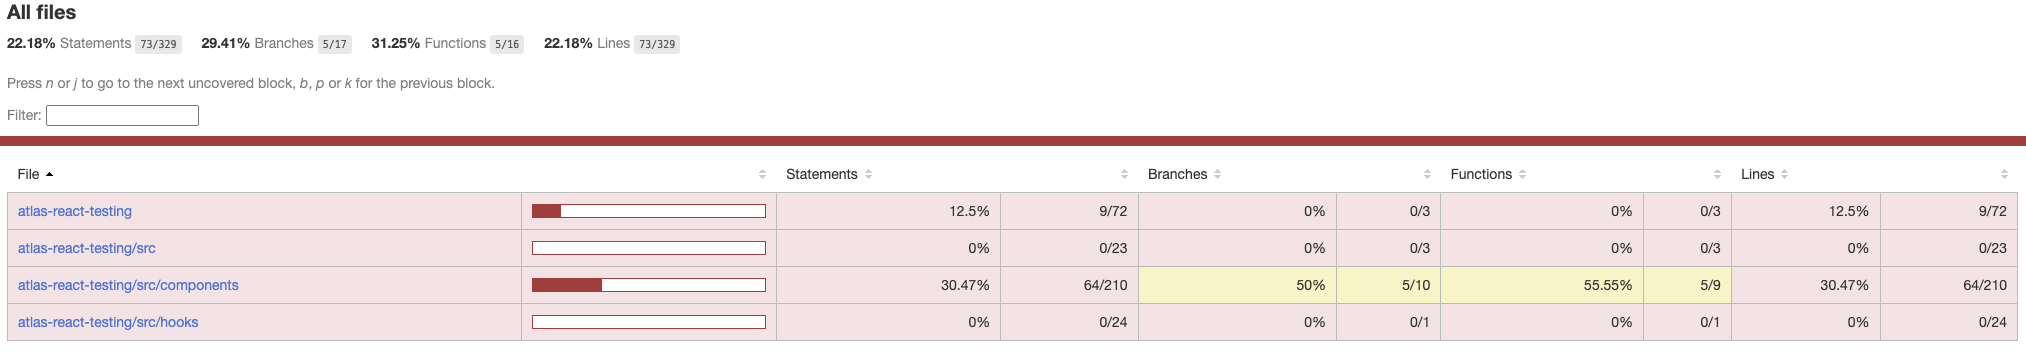 All files
22.18% Statements 73/329 29.41% Branches 5/17 31.25% Functions 5/16 22.18% Lines 73/329
Press n or j to go to the next uncovered block, b, p or k for the previous block.
Filter:
File Statements Branches Functions Lines
atlas-react-testing 12.5% 9/72 0% 0/3 0% 0/3 12.5% 9/72
atlas-react-testing/src 0% 0/23 0% 0/3 0% 0/3 0% 0/23
atlas-react-testing/src/components 30.47% 64/210 50% 5/10 55.55% 5/9 30.47% 64/210
atlas-react-testing/src/hooks 0% 0/24 0% 0/1 0% 0/1 0% 0/24